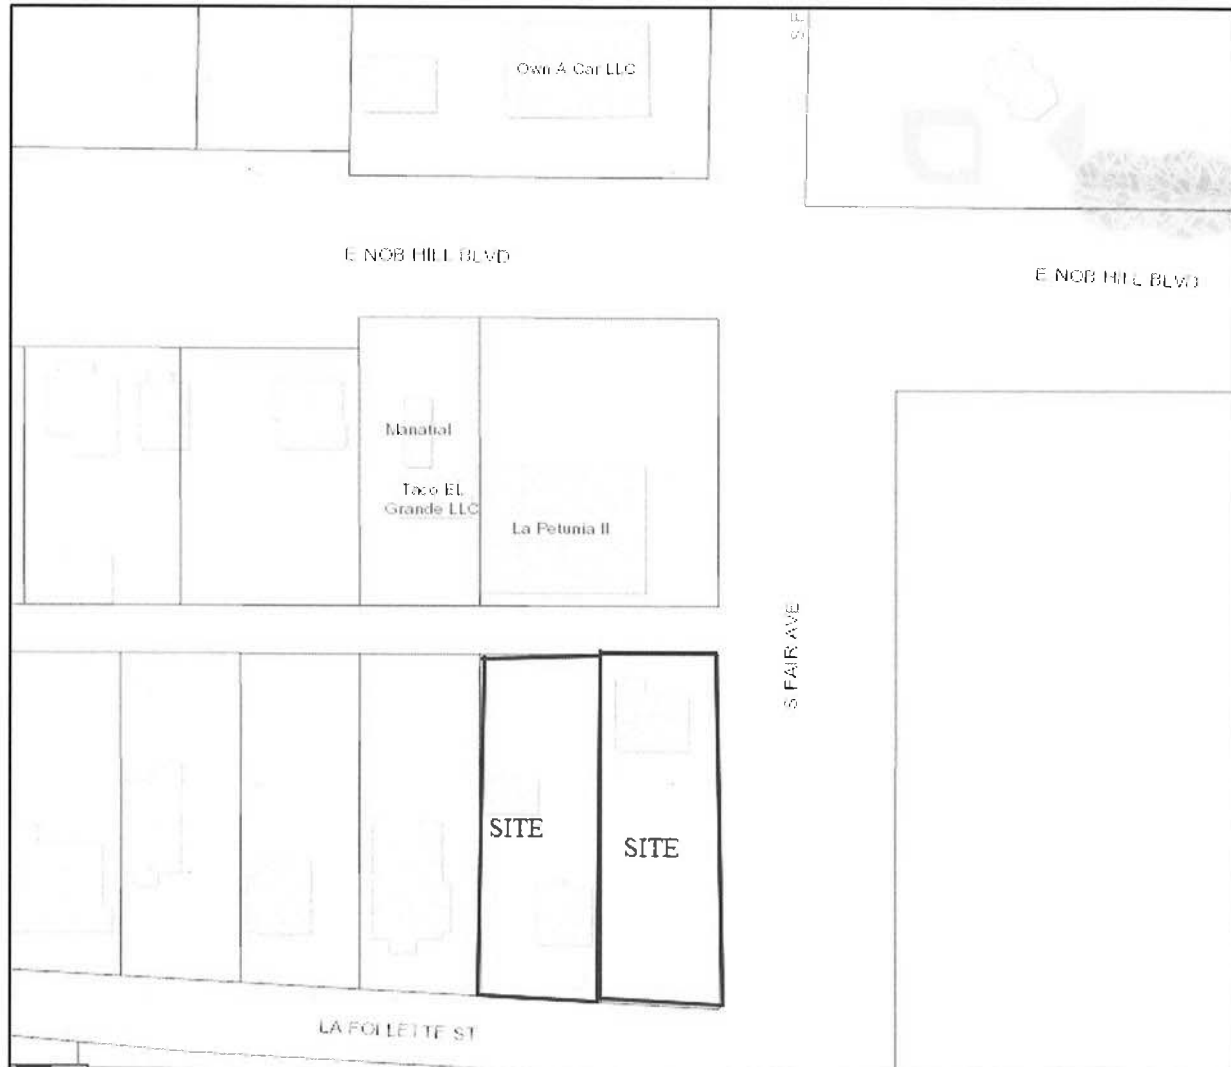 Own A Car LLC
E NOB HILL BLVD
E NOB HILL BLVD
Manatial
Taco EL
Grande LLC
La Petunia II
S FAIR AVE
SITE
SITE
LA FOLLETTE ST